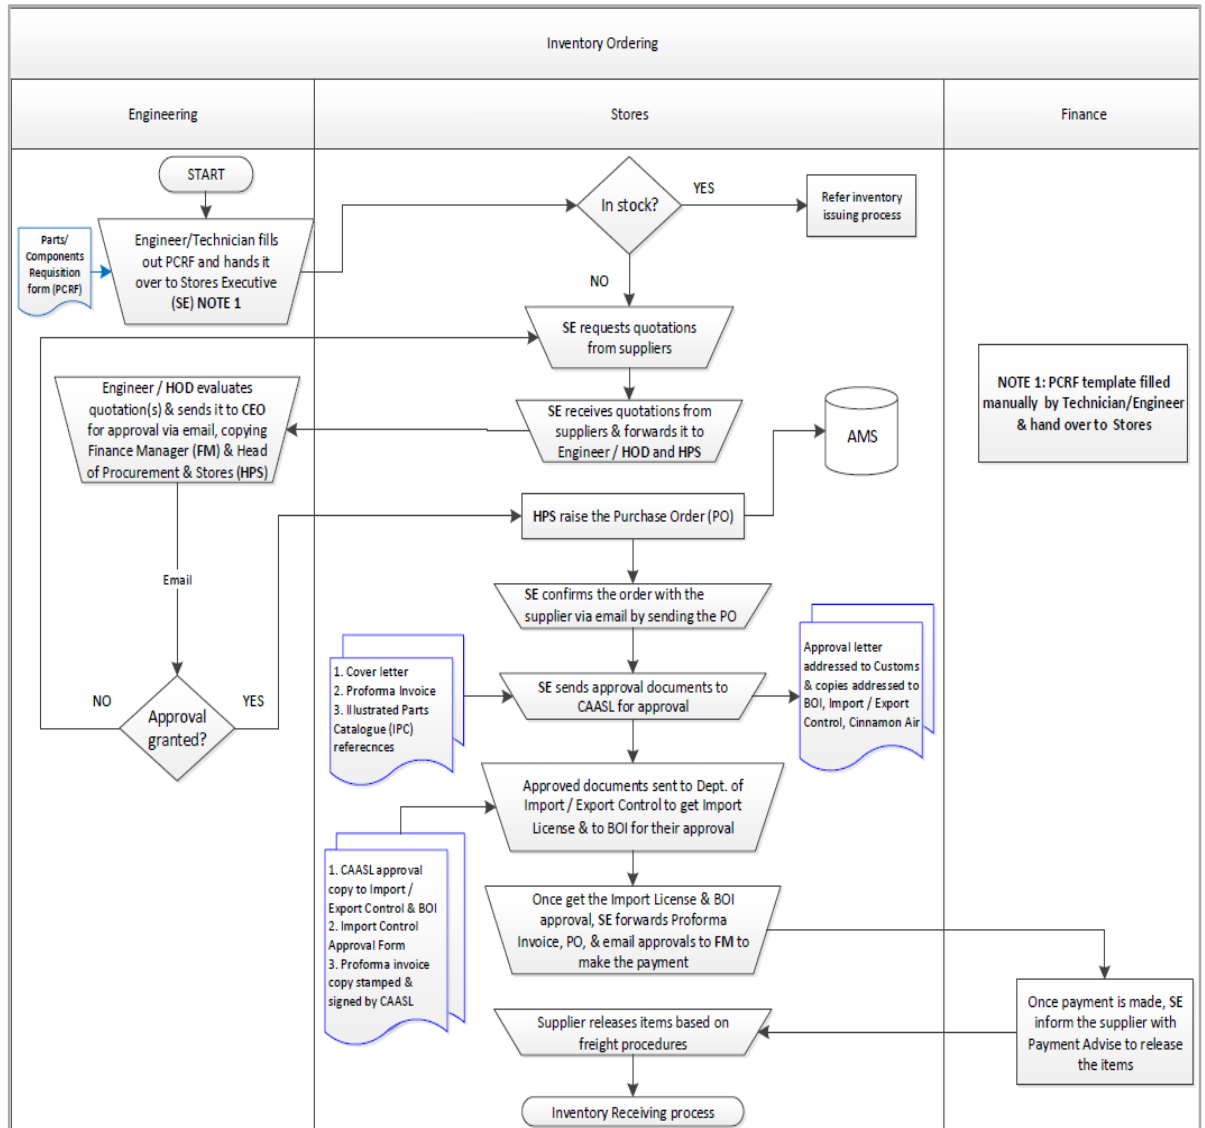 Inventory Ordering
Engineering
Stores
Finance
START
Parts/
Components
Requisition
form (PCRF)
Engineer/Technician fills
out PCRF and hands it
over to Stores Executive
(SE) NOTE 1
In stock?
YES
Refer inventory
issuing process
NO
SE requests quotations
from suppliers
SE receives quotations from
suppliers & forwards it to
Engineer / HOD and HPS
Engineer / HOD evaluates
quotation(s) & sends it to CEO
for approval via email, copying
Finance Manager (FM) & Head
of Procurement & Stores (HPS)
AMS
NOTE 1: PCRF template filled
manually by Technician/Engineer
& hand over to Stores
Email
Approval
granted?
NO
YES
HPS raise the Purchase Order (PO)
SE confirms the order with the
supplier via email by sending the PO
1. Cover letter
2. Proforma Invoice
3. Illustrated Parts
Catalogue (IPC)
referecnces
SE sends approval documents to
CAASL for approval
Approval letter
addressed to Customs
& copies addressed to
BOI, Import / Export
Control, Cinnamon Air
Approved documents sent to Dept. of
Import / Export Control to get Import
License & to BOI for their approval
1. CAASL approval
copy to Import /
Export Control & BOI
2. Import Control
Approval Form
3. Proforma invoice
copy stamped &
signed by CAASL
Once get the Import License & BOI
approval, SE forwards Proforma
Invoice, PO, & email approvals to FM to
make the payment
Once payment is made, SE
inform the supplier with
Payment Advise to release
the items
Supplier releases items based on
freight procedures
Inventory Receiving process